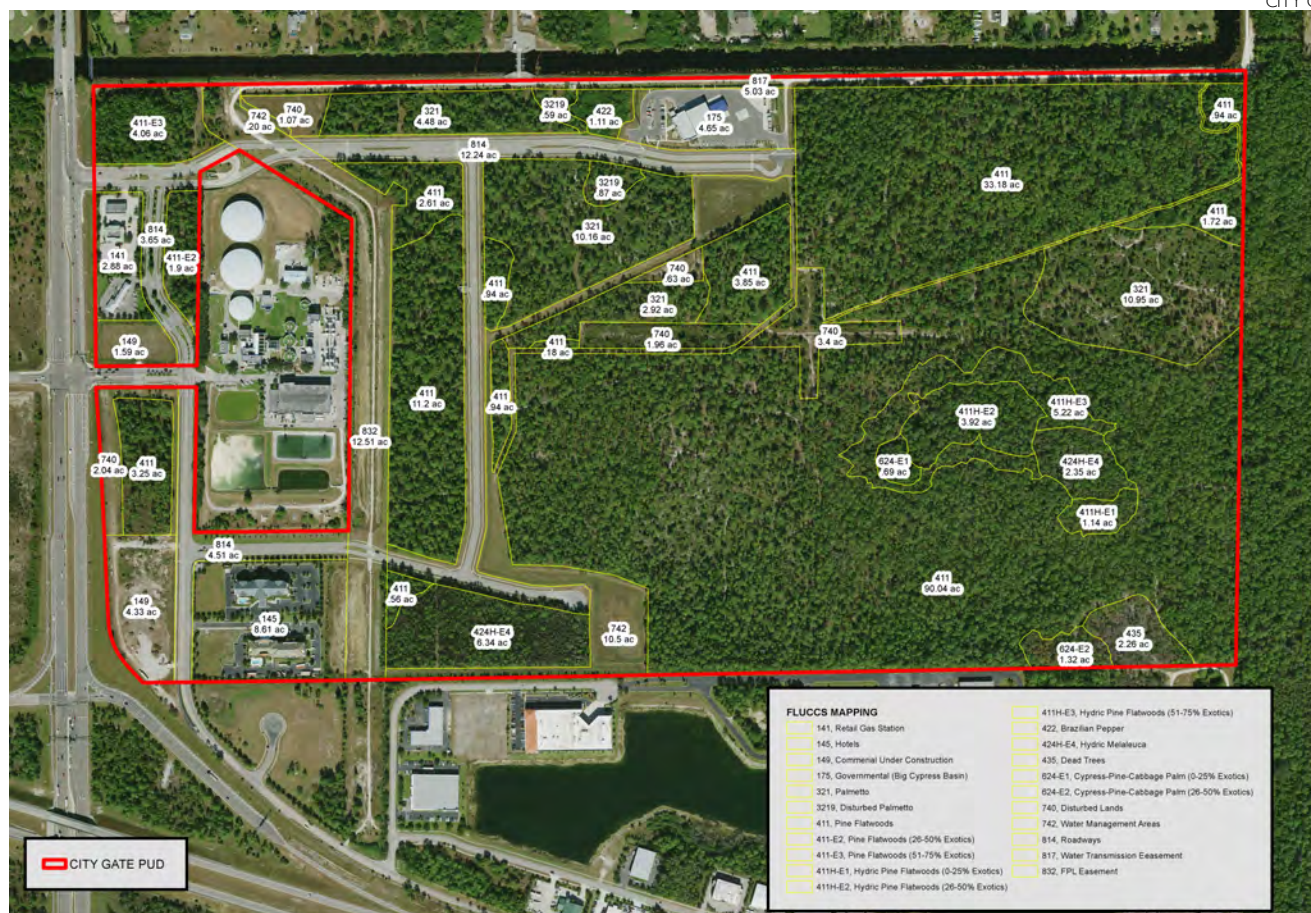 CITY
817
5.03 ac
411
.94 ac
411-E3
4.06 ac
742
.20 ac
740
1.07 ac
321
4.48 ac
3219
.59 ac
422
1.11 ac
175
4.65 ac
814
12.24 ac
411
33.18 ac
411
2.61 ac
3219
.87 ac
411
1.72 ac
141
2.88 ac
814
3.65 ac
411-E2
1.9 ac
321
10.16 ac
740
.63 ac
411
3.85 ac
321
10.95 ac
411
.94 ac
321
2.92 ac
149
1.59 ac
411
.18 ac
740
1.96 ac
740
3.4 ac
411
11.2 ac
411
.94 ac
411H-E2
3.92 ac
411H-E3
5.22 ac
832
12.51 ac
740
2.04 ac
411
3.25 ac
624-E1
.69 ac
424H-E4
2.35 ac
411H-E1
1.14 ac
814
4.51 ac
411
90.04 ac
149
4.33 ac
145
8.61 ac
411
.56 ac
424H-E4
6.34 ac
742
10.5 ac
624-E2
1.32 ac
435
2.26 ac
FLUCCS MAPPING
141, Retail Gas Station
145, Hotels
149, Commerial Under Construction
175, Governmental (Big Cypress Basin)
321, Palmetto
3219, Disturbed Palmetto
411, Pine Flatwoods
411-E2, Pine Flatwoods (26-50% Exotics)
411-E3, Pine Flatwoods (51-75% Exotics)
411H-E1, Hydric Pine Flatwoods (0-25% Exotics)
411H-E2, Hydric Pine Flatwoods (26-50% Exotics)
411H-E3, Hydric Pine Flatwoods (51-75% Exotics)
422, Brazilian Pepper
424H-E4, Hydric Melaleuca
435, Dead Trees
624-E1, Cypress-Pine-Cabbage Palm (0-25% Exotics)
624-E2, Cypress-Pine-Cabbage Palm (26-50% Exotics)
740, Disturbed Lands
742, Water Management Areas
814, Roadways
817, Water Transmission Eeasement
832, FPL Easement
CITY GATE PUD